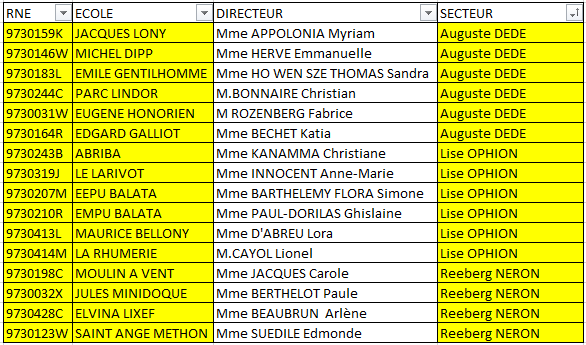 RNE ECOLE DIRECTEUR SECTEUR
9730159K JACQUES LONY Mme APPOLONIA Myriam Auguste DEDE
9730146W MICHEL DIPP Mme HERVE Emmanuelle Auguste DEDE
9730183L EMILE GENTILHOMME Mme HO WEN SZE THOMAS Sandra Auguste DEDE
9730244C PARC LINDOR M.BONNAIRE Christian Auguste DEDE
9730031W EUGENE HONORIEN M ROZENBERG Fabrice Auguste DEDE
9730164R EDGARD GALLIOT Mme BECHET Katia Auguste DEDE
9730243B ABRIBA Mme KANAMMA Christiane Lise OPHION
9730319J LE LARIVOT Mme INNOCENT Anne-Marie Lise OPHION
9730207M EEPU BALATA Mme BARTHELEMY FLORA Simone Lise OPHION
9730210R EMPU BALATA Mme PAUL-DORILAS Ghislaine Lise OPHION
9730413L MAURICE BELLONY Mme D'ABREU Lora Lise OPHION
9730414M LA RHUMERIE M.CAYOL Lionel Lise OPHION
9730198C MOULIN A VENT Mme JACQUES Carole Reeberg NERON
9730032X JULES MINIDOQUE Mme BERTHELOT Paule Reeberg NERON
9730428C ELVINA LIXEF Mme BEAUBRUN Arlène Reeberg NERON
9730123W SAINT ANGE METHON Mme SUEDILE Edmonde Reeberg NERON